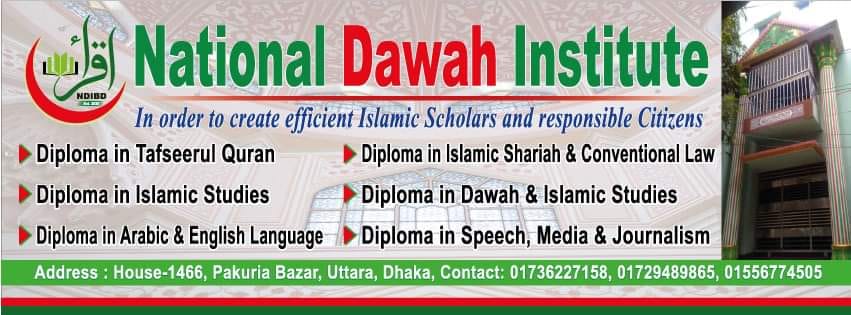 National Dawah Institute
اقرأ
NDIBD
In order to create efficient Islamic Scholars and responsible Citizens
Diploma in Tafseerul Quran
Diploma in Islamic Shariah & Conventional Law
Diploma in Islamic Studies
Diploma in Dawah & Islamic Studies
Diploma in Arabic & English Language
Diploma in Speech, Media & Journalism
Address : House-1466, Pakuria Bazar, Uttara, Dhaka, Contact: 01736227158, 01729489865, 01556774505